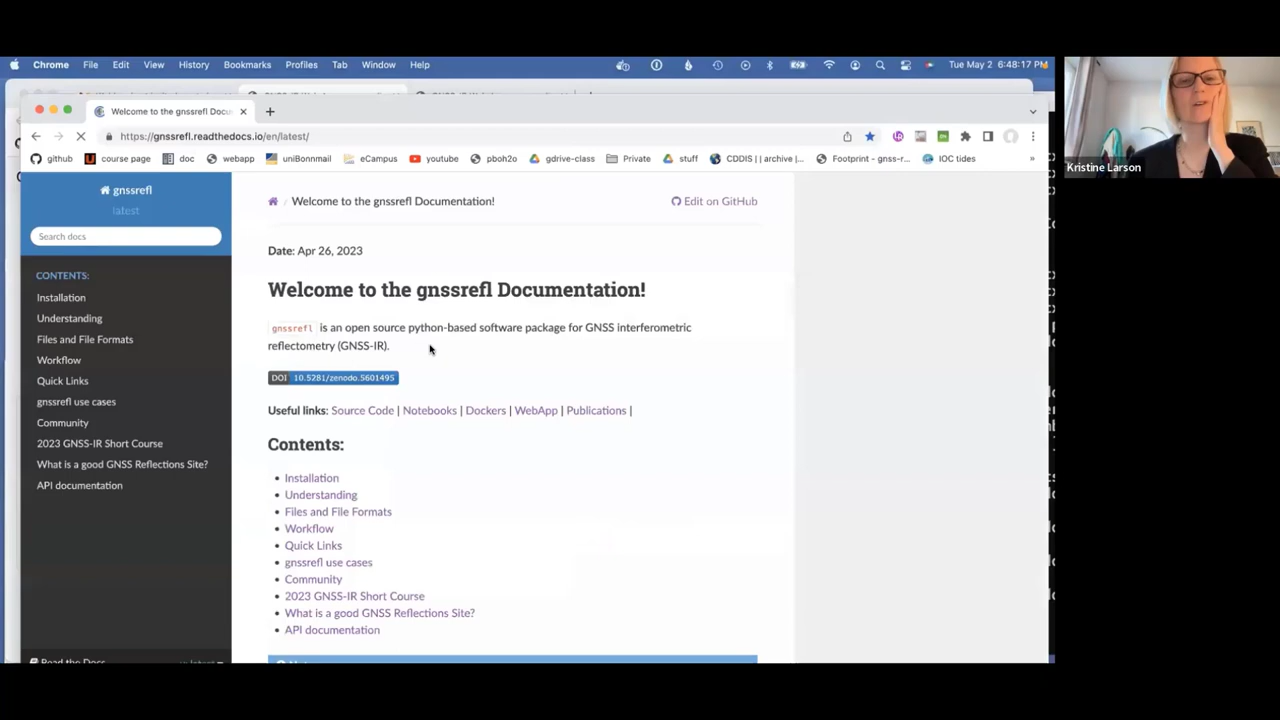 Chrome File Edit View History Bookmarks Profiles Tab Window Help
Tue May 2 6:48:17 PM
Welcome to the gnssrefl Docu
https://gnssrefl.readthedocs.io/en/latest/
github course page doc webapp uniBonnmail eCampus youtube pboh2o gdrive-class Private stuff CDDIS | | archive |... Footprint - gnss-r... IOC tides »
gnssrefl
latest
Search docs
CONTENTS:
Installation
Understanding
Files and File Formats
Workflow
Quick Links
gnssrefl use cases
Community
2023 GNSS-IR Short Course
What is a good GNSS Reflections Site?
API documentation
Read the Docs
/ Welcome to the gnssrefl Documentation!
Edit on GitHub
Date: Apr 26, 2023
Welcome to the gnssrefl Documentation!
gnssrefl is an open source python-based software package for GNSS interferometric
reflectometry (GNSS-IR).
DOI 10.5281/zenodo.5601495
Useful links: Source Code | Notebooks | Dockers | WebApp | Publications |
Contents:
• Installation
• Understanding
• Files and File Formats
• Workflow
• Quick Links
• gnssrefl use cases
• Community
• 2023 GNSS-IR Short Course
• What is a good GNSS Reflections Site?
• API documentation
Kristine Larson